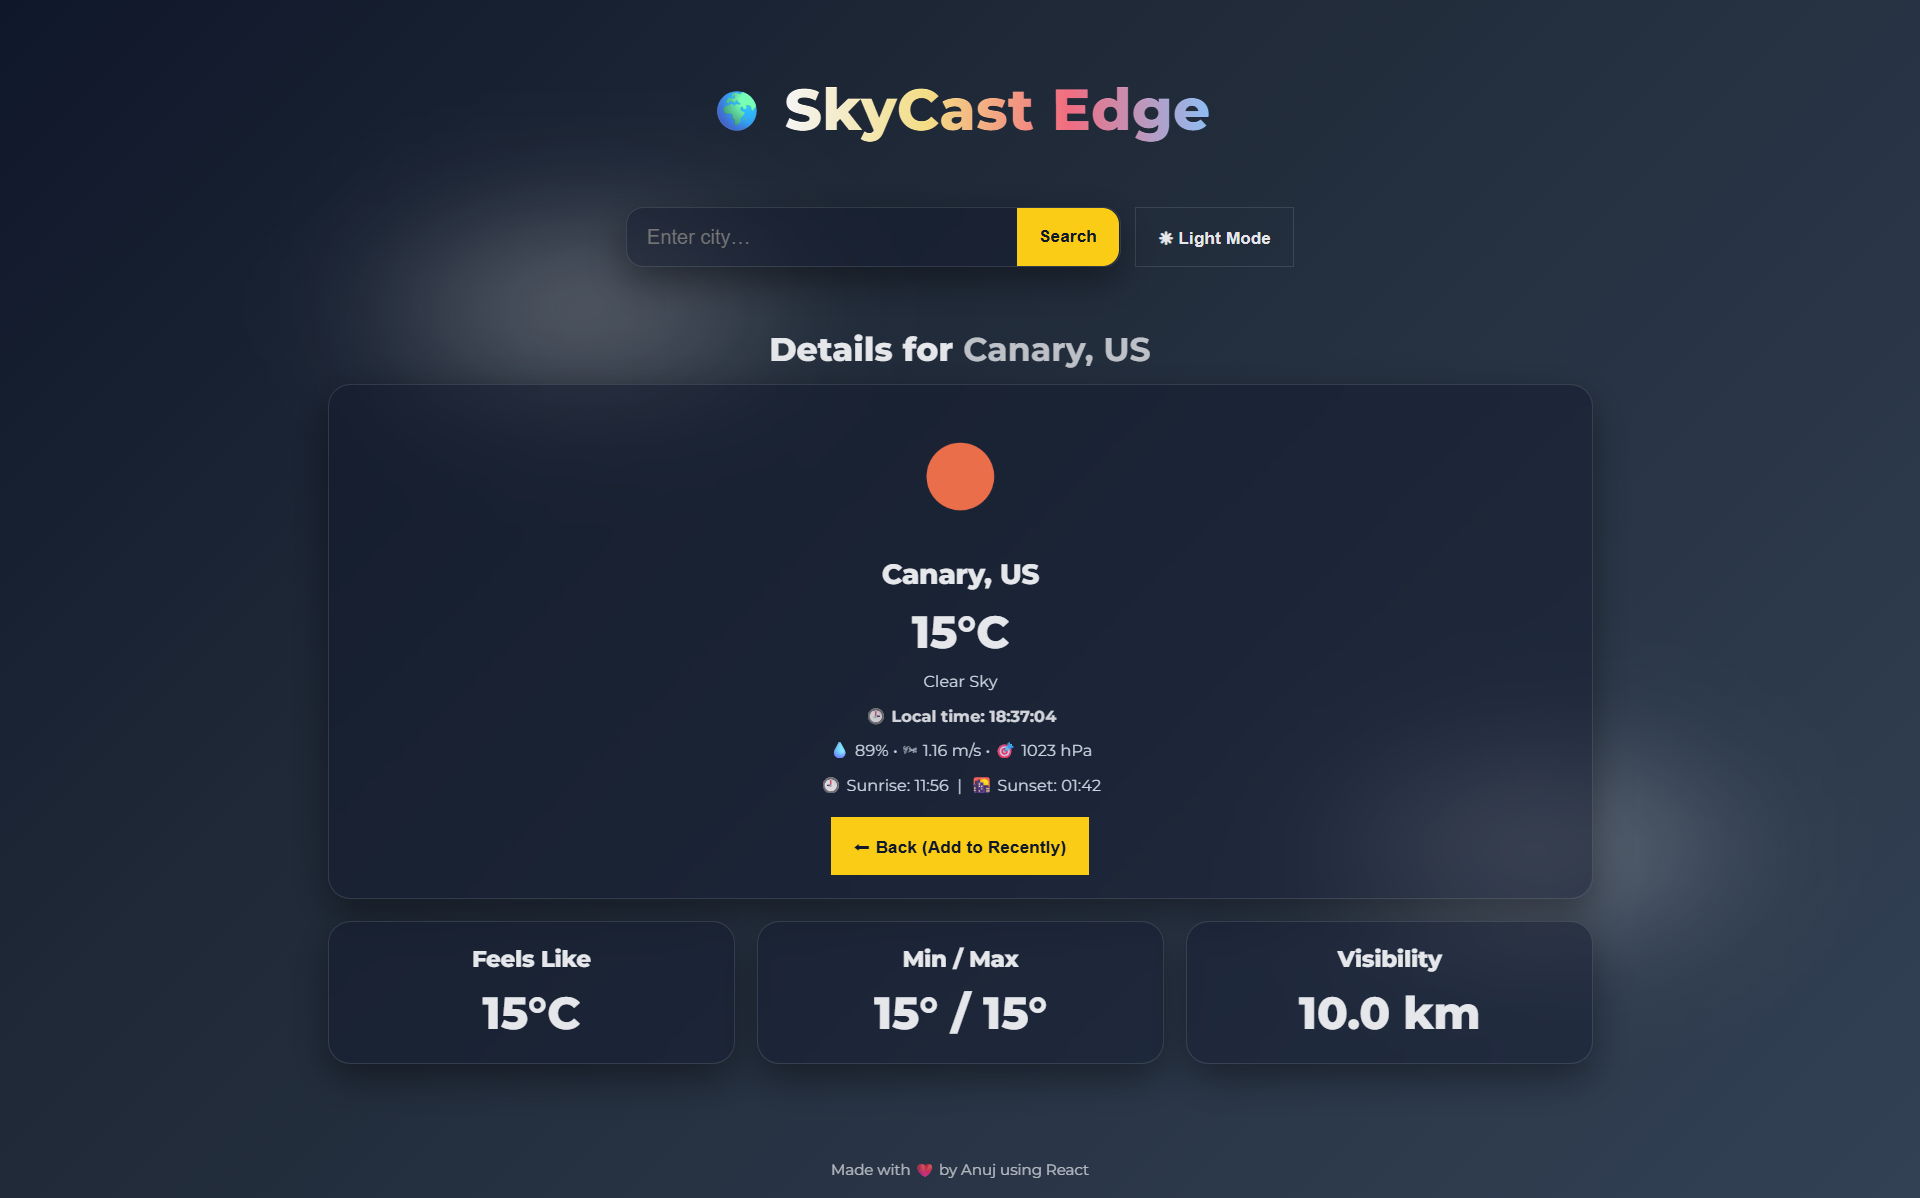 🌍 SkyCast Edge
Enter city…
Search
Light Mode
Details for Canary, US
Canary, US
15°C
Clear Sky
🕒 Local time: 18:37:04
💧 89% • 🌬 1.16 m/s • 🎯 1023 hPa
🕘 Sunrise: 11:56 | 🌇 Sunset: 01:42
⬅ Back (Add to Recently)
Feels Like
15°C
Min / Max
15° / 15°
Visibility
10.0 km
Made with ❤️ by Anuj using React